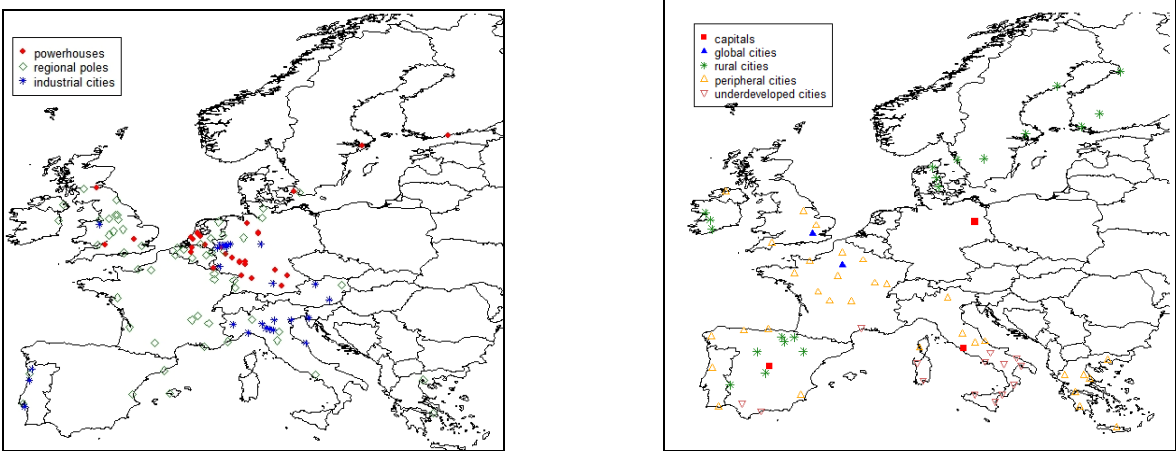 powerhouses
regional poles
industrial cities
capitals
global cities
rural cities
peripheral cities
underdeveloped cities